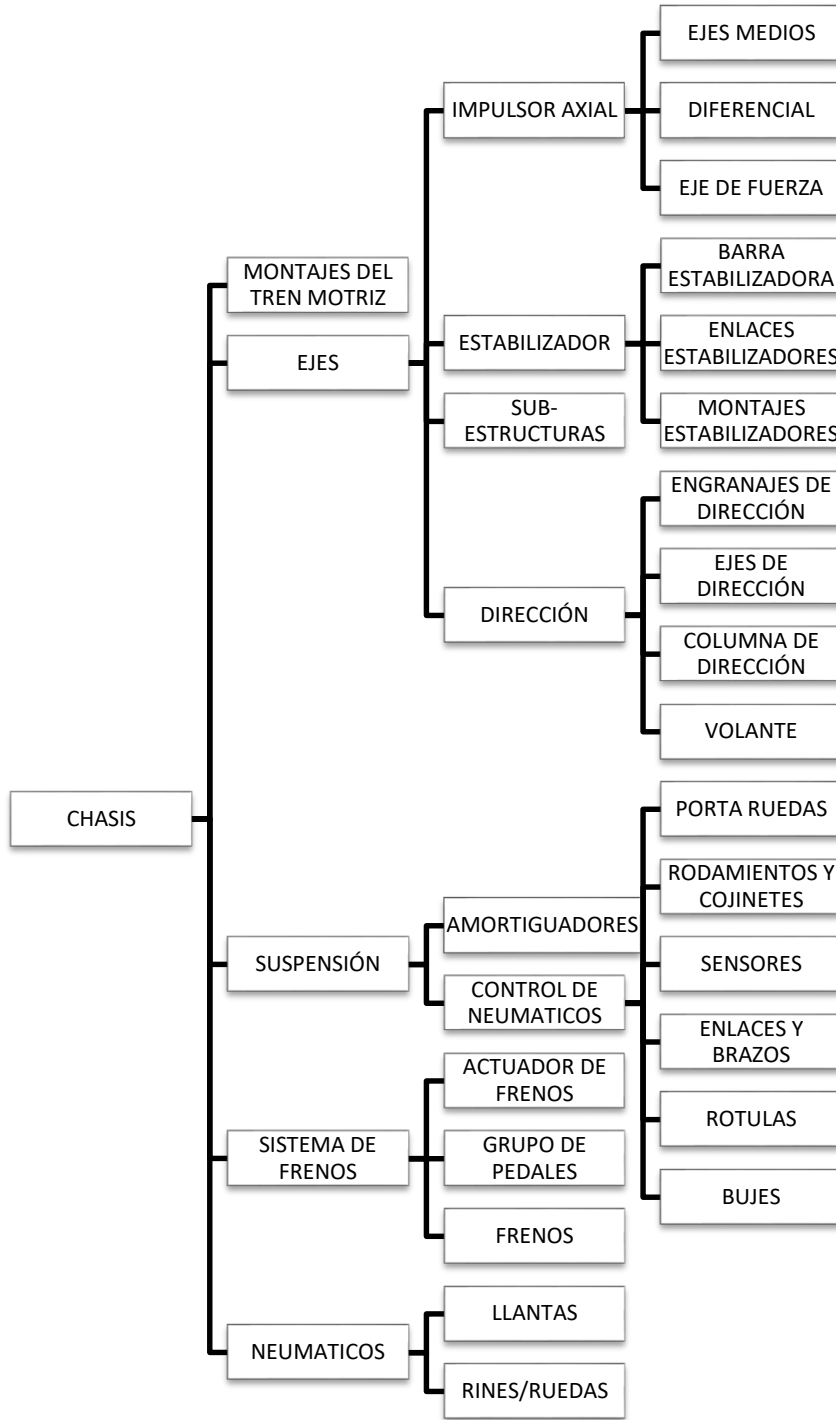 EJES MEDIOS
IMPULSOR AXIAL
DIFERENCIAL
EJE DE FUERZA
MONTAJES DEL
TREN MOTRIZ
BARRA
ESTABILIZADORA
EJES
ESTABILIZADOR
ENLACES
ESTABILIZADORES
SUB-
ESTRUCTURAS
MONTAJES
ESTABILIZADORES
ENGRANAJES DE
DIRECCIÓN
EJES DE
DIRECCIÓN
DIRECCIÓN
COLUMNA DE
DIRECCIÓN
VOLANTE
CHASIS
PORTA RUEDAS
RODAMIENTOS Y
COJINETES
SUSPENSIÓN
AMORTIGUADORES
SENSORES
CONTROL DE
NEUMATICOS
ENLACES Y
BRAZOS
ACTUADOR DE
FRENOS
ROTULAS
SISTEMA DE
FRENOS
GRUPO DE
PEDALES
BUJES
FRENOS
LLANTAS
NEUMATICOS
RINES/RUEDAS